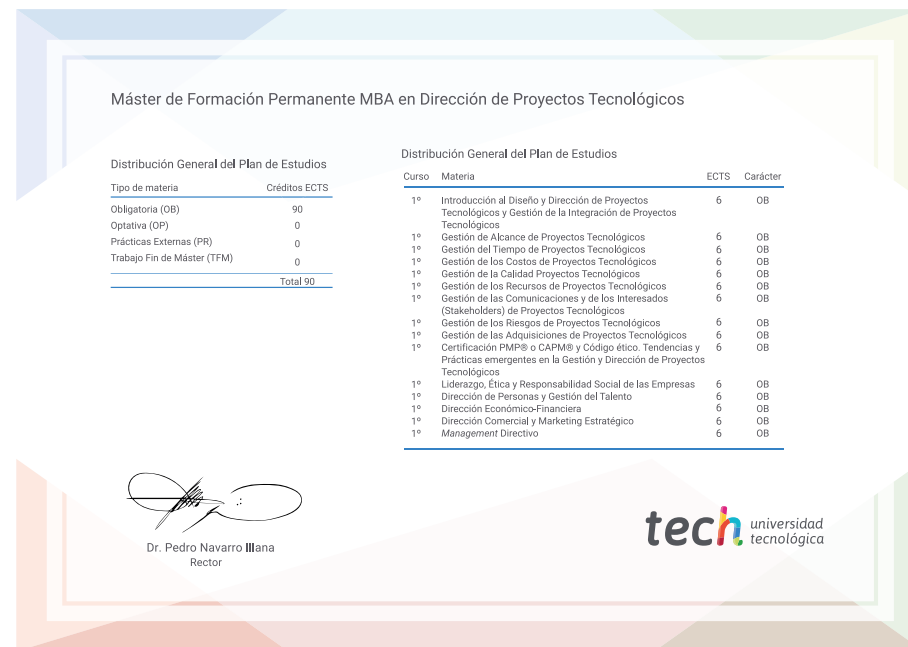 Máster de Formación Permanente MBA en Dirección de Proyectos Tecnológicos
Distribución General del Plan de Estudios
Tipo de materia Créditos ECTS
Obligatoria (OB) 90
Optativa (OP) 0
Prácticas Externas (PR) 0
Trabajo Fin de Máster (TFM) 0
Total 90
Distribución General del Plan de Estudios
Curso Materia ECTS Carácter
1º Introducción al Diseño y Dirección de Proyectos 6 OB
Tecnológicos y Gestión de la Integración de Proyectos
Tecnológicos
1º Gestión de Alcance de Proyectos Tecnológicos 6 OB
1º Gestión del Tiempo de Proyectos Tecnológicos 6 OB
1º Gestión de los Costos de Proyectos Tecnológicos 6 OB
1º Gestión de la Calidad Proyectos Tecnológicos 6 OB
1º Gestión de los Recursos de Proyectos Tecnológicos 6 OB
1º Gestión de las Comunicaciones y de los Interesados 6 OB
(Stakeholders) de Proyectos Tecnológicos
1º Gestión de los Riesgos de Proyectos Tecnológicos 6 OB
1º Gestión de las Adquisiciones de Proyectos Tecnológicos 6 OB
1º Certificación PMP® o CAPM® y Código ético. Tendencias y 6 OB
Prácticas emergentes en la Gestión y Dirección de Proyectos
Tecnológicos
1º Liderazgo, Ética y Responsabilidad Social de las Empresas 6 OB
1º Dirección de Personas y Gestión del Talento 6 OB
1º Dirección Económico-Financiera 6 OB
1º Dirección Comercial y Marketing Estratégico 6 OB
1º Management Directivo 6 OB
Dr. Pedro Navarro Illana
Rector
tech universidad
tecnológica